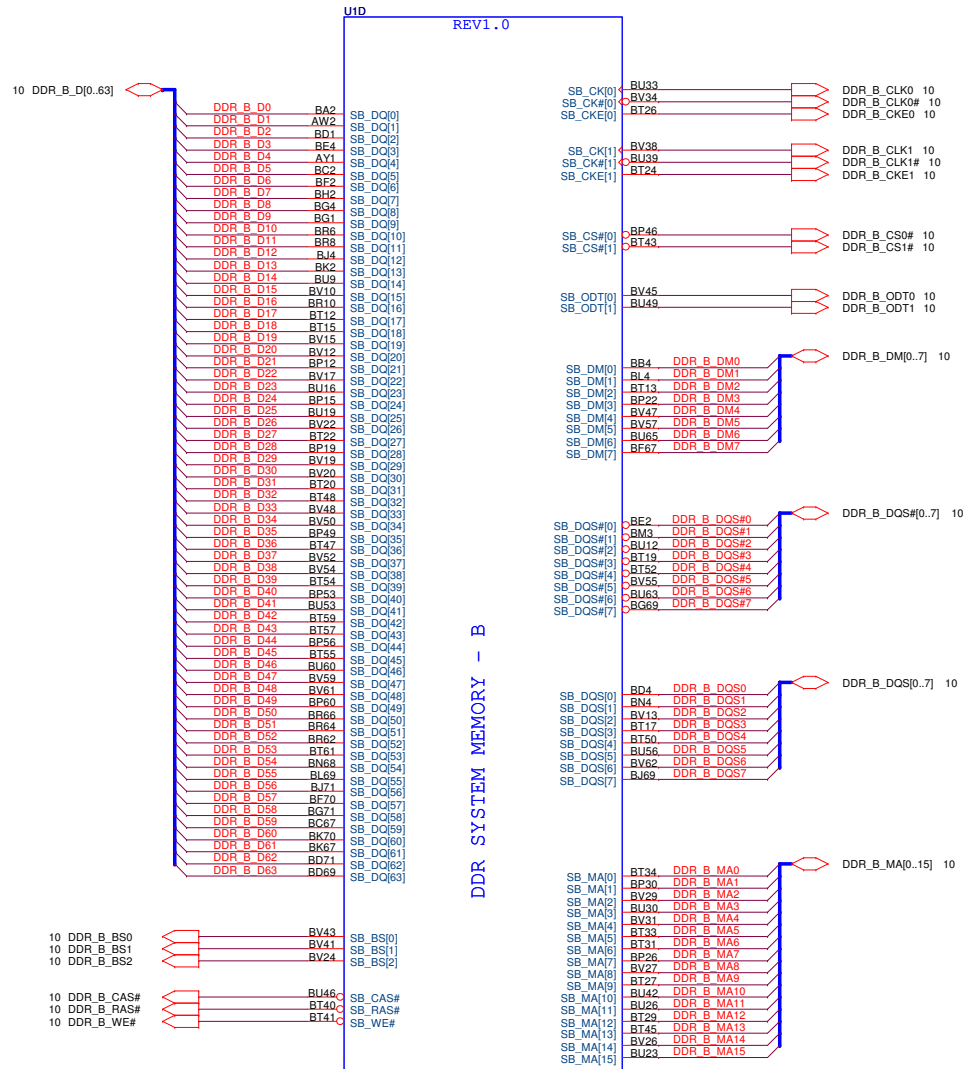 U1D
REV1.0
10 DDR_B_D[0..63]
DDR_B_D0 BA2 SB_DQ[0]
DDR_B_D1 AW2 SB_DQ[1]
DDR_B_D2 BD1 SB_DQ[2]
DDR_B_D3 BE4 SB_DQ[3]
DDR_B_D4 AY1 SB_DQ[4]
DDR_B_D5 BC2 SB_DQ[5]
DDR_B_D6 BF2 SB_DQ[6]
DDR_B_D7 BH2 SB_DQ[7]
DDR_B_D8 BG4 SB_DQ[8]
DDR_B_D9 BG1 SB_DQ[9]
DDR_B_D10 BR6 SB_DQ[10]
DDR_B_D11 BR8 SB_DQ[11]
DDR_B_D12 BJ4 SB_DQ[12]
DDR_B_D13 BK2 SB_DQ[13]
DDR_B_D14 BU9 SB_DQ[14]
DDR_B_D15 BV10 SB_DQ[15]
DDR_B_D16 BR10 SB_DQ[16]
DDR_B_D17 BT12 SB_DQ[17]
DDR_B_D18 BT15 SB_DQ[18]
DDR_B_D19 BV15 SB_DQ[19]
DDR_B_D20 BV12 SB_DQ[20]
DDR_B_D21 BP12 SB_DQ[21]
DDR_B_D22 BV17 SB_DQ[22]
DDR_B_D23 BU16 SB_DQ[23]
DDR_B_D24 BP15 SB_DQ[24]
DDR_B_D25 BU19 SB_DQ[25]
DDR_B_D26 BV22 SB_DQ[26]
DDR_B_D27 BT22 SB_DQ[27]
DDR_B_D28 BP19 SB_DQ[28]
DDR_B_D29 BV19 SB_DQ[29]
DDR_B_D30 BV20 SB_DQ[30]
DDR_B_D31 BT20 SB_DQ[31]
DDR_B_D32 BT48 SB_DQ[32]
DDR_B_D33 BV48 SB_DQ[33]
DDR_B_D34 BV50 SB_DQ[34]
DDR_B_D35 BP49 SB_DQ[35]
DDR_B_D36 BT47 SB_DQ[36]
DDR_B_D37 BV52 SB_DQ[37]
DDR_B_D38 BV54 SB_DQ[38]
DDR_B_D39 BT54 SB_DQ[39]
DDR_B_D40 BP53 SB_DQ[40]
DDR_B_D41 BU53 SB_DQ[41]
DDR_B_D42 BT59 SB_DQ[42]
DDR_B_D43 BT57 SB_DQ[43]
DDR_B_D44 BP56 SB_DQ[44]
DDR_B_D45 BT55 SB_DQ[45]
DDR_B_D46 BU60 SB_DQ[46]
DDR_B_D47 BV59 SB_DQ[47]
DDR_B_D48 BV61 SB_DQ[48]
DDR_B_D49 BP60 SB_DQ[49]
DDR_B_D50 BR66 SB_DQ[50]
DDR_B_D51 BR64 SB_DQ[51]
DDR_B_D52 BR62 SB_DQ[52]
DDR_B_D53 BT61 SB_DQ[53]
DDR_B_D54 BN68 SB_DQ[54]
DDR_B_D55 BL69 SB_DQ[55]
DDR_B_D56 BJ71 SB_DQ[56]
DDR_B_D57 BF70 SB_DQ[57]
DDR_B_D58 BG71 SB_DQ[58]
DDR_B_D59 BC67 SB_DQ[59]
DDR_B_D60 BK70 SB_DQ[60]
DDR_B_D61 BK67 SB_DQ[61]
DDR_B_D62 BD71 SB_DQ[62]
DDR_B_D63 BD69 SB_DQ[63]
10 DDR_B_BS0 BV43 SB_BS[0]
10 DDR_B_BS1 BV41 SB_BS[1]
10 DDR_B_BS2 BV24 SB_BS[2]
10 DDR_B_CAS# BU46 SB_CAS#
10 DDR_B_RAS# BT40 SB_RAS#
10 DDR_B_WE# BT41 SB_WE#
DDR SYSTEM MEMORY - B
SB_CK[0] BU33 DDR_B_CLK0 10
SB_CK#[0] BV34 DDR_B_CLK0# 10
SB_CKE[0] BT26 DDR_B_CKE0 10
SB_CK[1] BV38 DDR_B_CLK1 10
SB_CK#[1] BU39 DDR_B_CLK1# 10
SB_CKE[1] BT24 DDR_B_CKE1 10
SB_CS#[0] BP46 DDR_B_CS0# 10
SB_CS#[1] BT43 DDR_B_CS1# 10
SB_ODT[0] BV45 DDR_B_ODT0 10
SB_ODT[1] BU49 DDR_B_ODT1 10
DDR_B_DM[0..7] 10
SB_DM[0] BB4 DDR_B_DM0
SB_DM[1] BL4 DDR_B_DM1
SB_DM[2] BT13 DDR_B_DM2
SB_DM[3] BP22 DDR_B_DM3
SB_DM[4] BV47 DDR_B_DM4
SB_DM[5] BV57 DDR_B_DM5
SB_DM[6] BU65 DDR_B_DM6
SB_DM[7] BF67 DDR_B_DM7
DDR_B_DQS#[0..7] 10
SB_DQS#[0] BE2 DDR_B_DQS#0
SB_DQS#[1] BM3 DDR_B_DQS#1
SB_DQS#[2] BU12 DDR_B_DQS#2
SB_DQS#[3] BT19 DDR_B_DQS#3
SB_DQS#[4] BT52 DDR_B_DQS#4
SB_DQS#[5] BV55 DDR_B_DQS#5
SB_DQS#[6] BU63 DDR_B_DQS#6
SB_DQS#[7] BG69 DDR_B_DQS#7
DDR_B_DQS[0..7] 10
SB_DQS[0] BD4 DDR_B_DQS0
SB_DQS[1] BN4 DDR_B_DQS1
SB_DQS[2] BV13 DDR_B_DQS2
SB_DQS[3] BT17 DDR_B_DQS3
SB_DQS[4] BT50 DDR_B_DQS4
SB_DQS[5] BU56 DDR_B_DQS5
SB_DQS[6] BV62 DDR_B_DQS6
SB_DQS[7] BJ69 DDR_B_DQS7
DDR_B_MA[0..15] 10
SB_MA[0] BT34 DDR_B_MA0
SB_MA[1] BP30 DDR_B_MA1
SB_MA[2] BV29 DDR_B_MA2
SB_MA[3] BU30 DDR_B_MA3
SB_MA[4] BV31 DDR_B_MA4
SB_MA[5] BT33 DDR_B_MA5
SB_MA[6] BT31 DDR_B_MA6
SB_MA[7] BP26 DDR_B_MA7
SB_MA[8] BV27 DDR_B_MA8
SB_MA[9] BT27 DDR_B_MA9
SB_MA[10] BU42 DDR_B_MA10
SB_MA[11] BU26 DDR_B_MA11
SB_MA[12] BT29 DDR_B_MA12
SB_MA[13] BT45 DDR_B_MA13
SB_MA[14] BV26 DDR_B_MA14
SB_MA[15] BU23 DDR_B_MA15